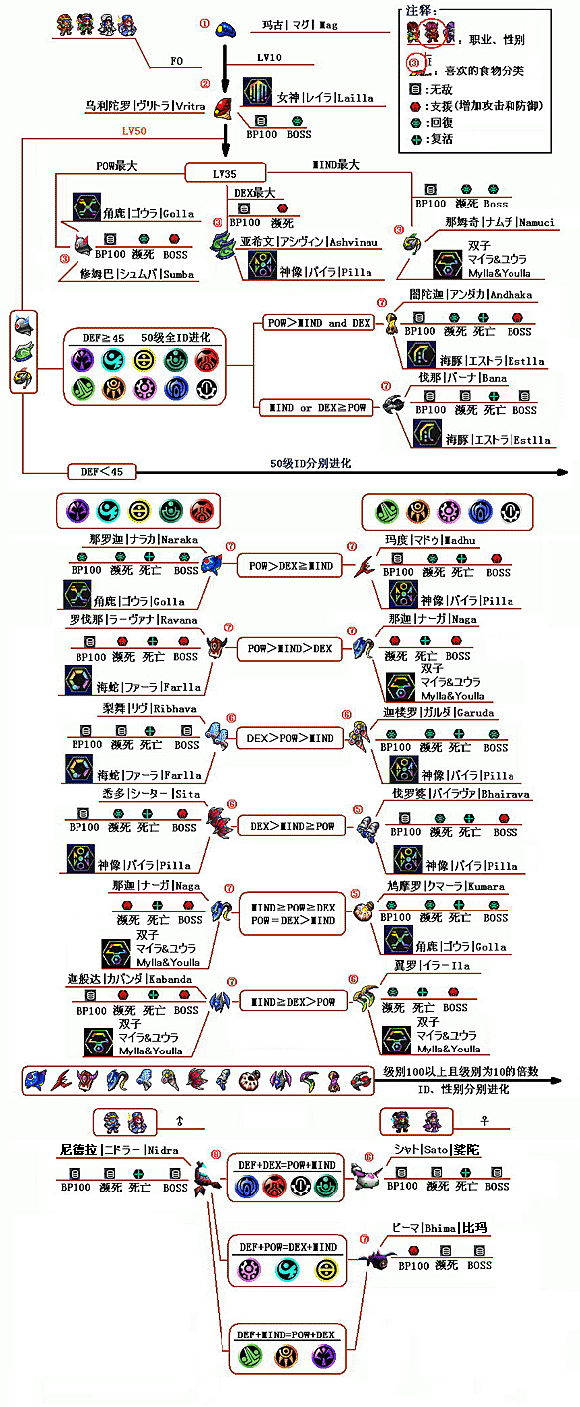 ① 玛古|マグ|Mag
注释:
:职业、性别
③
:喜欢的食物分类
:无敌
:支援(增加攻击和防御)
:回復
:复活
FO
LV10
②
乌利陀罗|ヴリトラ|Vritra
女神|レイラ|Lailla
BP100 BOSS
LV50
LV35
POW最大
MIND最大
DEX最大
角鹿|ゴウラ|Golla
BP100 濒死 BOSS
③
修姆巴|シュムバ|Sumba
BP100 濒死
③
亚希文|アシヴィン|Ashvinau
神像|パイラ|Pilla
BP100 濒死 Boss
③
那姆奇|ナムチ|Namuci
双子
マイラ&ユウラ
Mylla&Youlla
DEF≥45 50级全ID进化
POW>MIND and DEX
⑦
闇陀迦|アンダカ|Andhaka
BP100 濒死 死亡 BOSS
海豚|エストラ|Estlla
MIND or DEX≥POW
⑦
伐那|バーナ|Bana
BP100 濒死 死亡 BOSS
海豚|エストラ|Estlla
DEF<45
50级ID分别进化
那罗迦|ナラカ|Naraka
⑦
BP100 濒死 死亡 BOSS
角鹿|ゴウラ|Golla
POW>DEX≥MIND
⑦
玛度|マドゥ|Madhu
BP100 濒死 死亡 BOSS
神像|パイラ|Pilla
罗伐那|ラーヴァナ|Ravana
⑦
BP100 濒死 死亡 BOSS
海蛇|ファーラ|Farlla
POW>MIND>DEX
⑦
那迦|ナーガ|Naga
濒死 死亡 BOSS
双子
マイラ&ユウラ
Mylla&Youlla
梨舞|リヴ|Ribhava
⑥
BP100 濒死 死亡 BOSS
海蛇|ファーラ|Farlla
DEX>POW>MIND
⑥
迦楼罗|ガルダ|Garuda
BP100 濒死 死亡 BOSS
神像|パイラ|Pilla
悉多|シーター|Sita
⑥
BP100 濒死 死亡 BOSS
神像|パイラ|Pilla
DEX>MIND≥POW
⑤
伐罗婆|バイラヴァ|Bhairava
BP100 濒死 死亡 BOSS
神像|パイラ|Pilla
那迦|ナーガ|Naga
⑦
濒死 死亡 BOSS
双子
マイラ&ユウラ
Mylla&Youlla
MIND≥POW≥DEX
POW=DEX>MIND
⑤
鸠摩罗|クマーラ|Kumara
BP100 濒死 死亡 BOSS
角鹿|ゴウラ|Golla
|カバンダ|Kabanda
⑦
BP100 濒死 死亡 BOSS
双子
マイラ&ユウラ
Mylla&Youlla
MIND≥DEX>POW
⑥
翼罗|イラー|Ila
濒死 死亡 BOSS
双子
マイラ&ユウラ
Mylla&Youlla
级别100以上且级别为10的倍数
ID、性别分别进化
♂
♀
尼德拉|ニドラー|Nidra
⑧
BP100 濒死 死亡 BOSS
DEF+DEX=POW+MIND
⑥
シャト|Sato|娑陀
BP100 濒死 死亡 BOSS
DEF+POW=DEX+MIND
⑦
ビーマ|Bhima|比玛
BP100 濒死 BOSS
DEF+MIND=POW+DEX